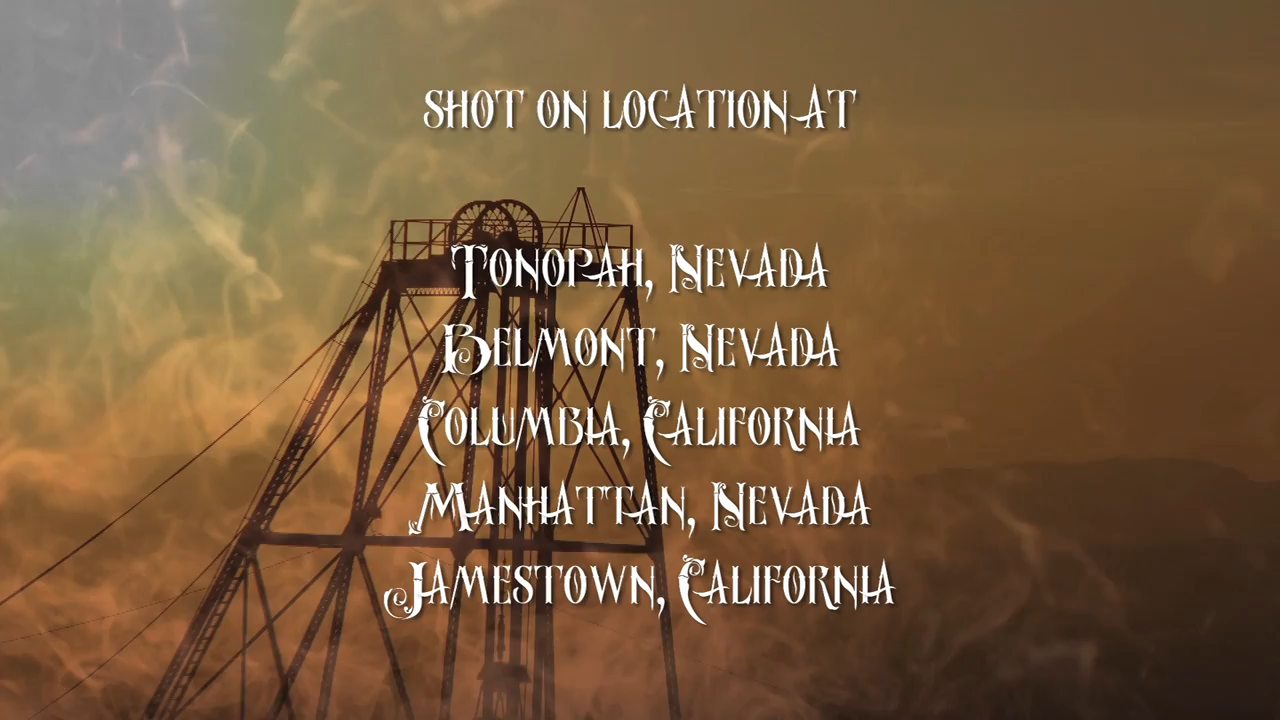 SHOT ON LOCATION AT
TONOPAH, NEVADA
BELMONT, NEVADA
COLUMBIA, CALIFORNIA
MANHATTAN, NEVADA
JAMESTOWN, CALIFORNIA